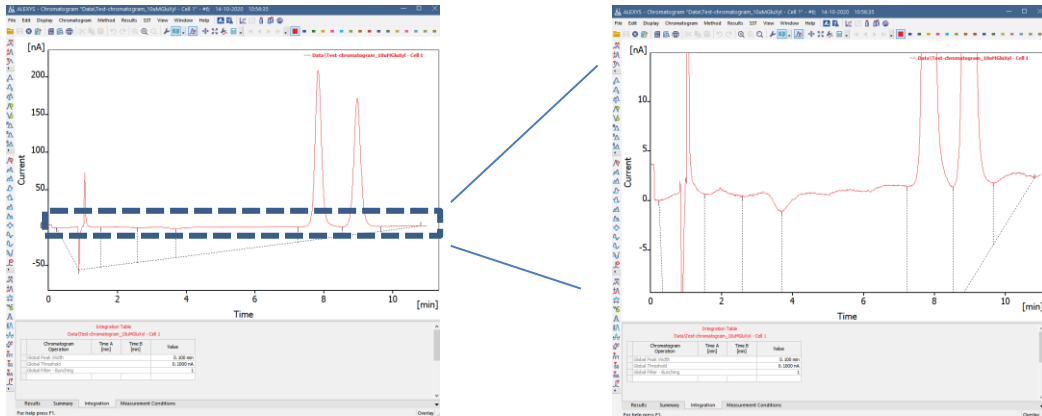 ALEXYS - Chromatogram "Data\Test-chromatogram_10uMGlutyl - Cell 1" - #6; 14-10-2020 10:56:35
File Edit Display Chromatogram Method Results SST View Window Help
[nA]
Data\Test-chromatogram_10uMGlutyl - Cell 1
200
150
100
50
0
-50
Current
0 2 4 6 8 10
[min]
Time
Integration Table
Data\Test-chromatogram_10uMGlutyl - Cell 1
Chromatogram Operation Time A [min] Time B [min] Value
Global Peak Width 0.100 min
Global Threshold 0.1000 nA
Global Filter - Bunching 1
Results Summary Integration Measurement Conditions
For help press F1. Overlay
ALEXYS - Chromatogram "Data\Test-chromatogram_10uMGlutyl - Cell 1" - #6; 14-10-2020 10:56:35
File Edit Display Chromatogram Method Results SST View Window Help
[nA]
Data\Test-chromatogram_10uMGlutyl - Cell 1
10
5
0
-5
Current
0 2 4 6 8 10
[min]
Time
Integration Table
Data\Test-chromatogram_10uMGlutyl - Cell 1
Chromatogram Operation Time A [min] Time B [min] Value
Global Peak Width 0.100 min
Global Threshold 0.1000 nA
Global Filter - Bunching 1
Results Summary Integration Measurement Conditions
For help press F1. Overlay